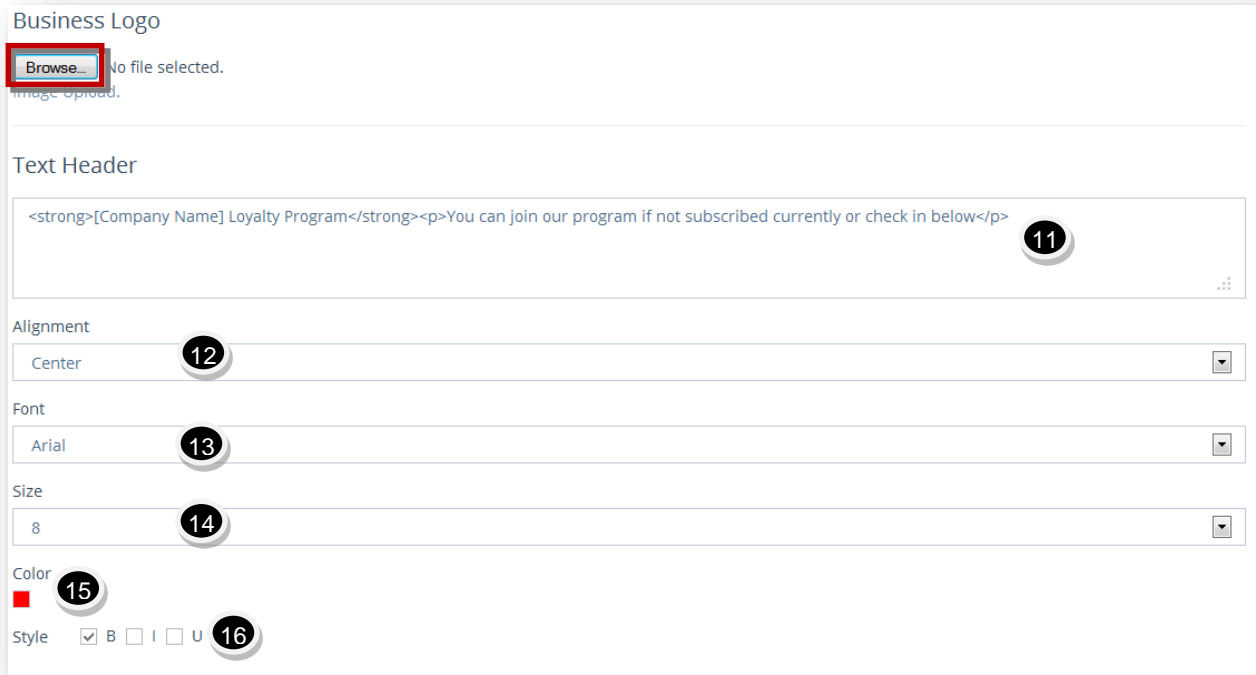 Business Logo
Browse... No file selected.
Image Upload.
Text Header
<strong>[Company Name] Loyalty Program</strong><p>You can join our program if not subscribed currently or check in below</p>
11
Alignment
Center
12
Font
Arial
13
Size
8
14
Color
15
Style B I U 16